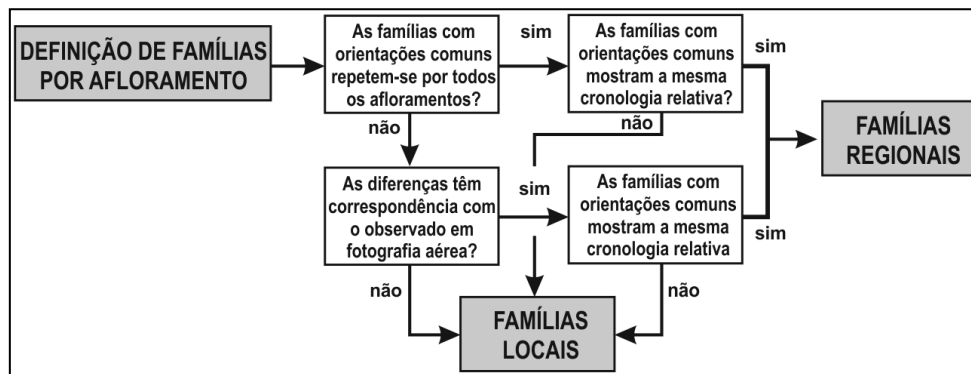 DEFINIÇÃO DE FAMÍLIAS
POR AFLORAMENTO
As famílias com
orientações comuns
repetem-se por todos
os afloramentos?
sim
As famílias com
orientações comuns
mostram a mesma
cronologia relativa?
sim
não
não
FAMÍLIAS
REGIONAIS
As diferenças têm
correspondência com
o observado em
fotografia aérea?
sim
As famílias com
orientações comuns
mostram a mesma
cronologia relativa
sim
não
não
FAMÍLIAS
LOCAIS